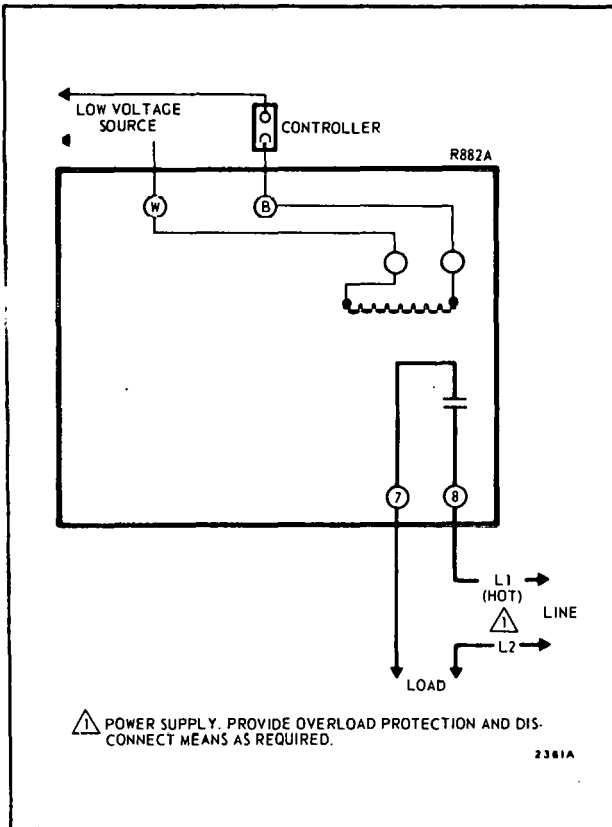 LOW VOLTAGE
SOURCE
CONTROLLER
R882A
W
B
7
8
L1
(HOT)
1
LINE
L2
LOAD
1 POWER SUPPLY. PROVIDE OVERLOAD PROTECTION AND DIS-
CONNECT MEANS AS REQUIRED.
2361A